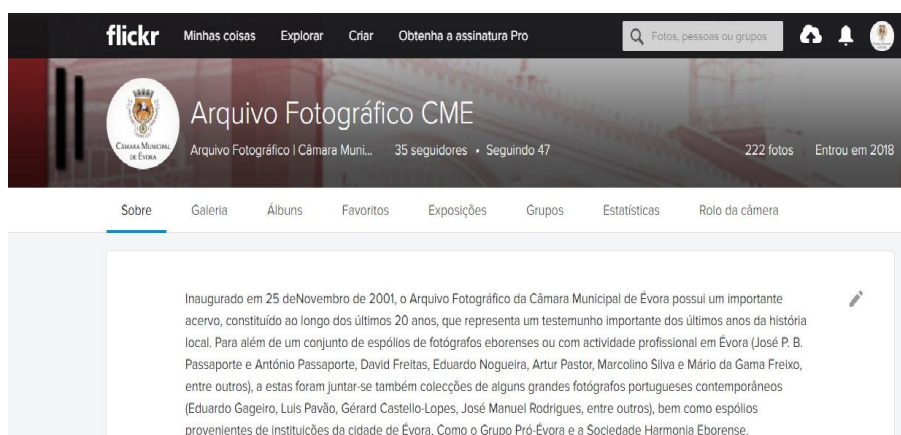 flickr Minhas coisas Explorar Criar Obtenha a assinatura Pro Fotos, pessoas ou grupos
Arquivo Fotográfico CME
CÂMARA MUNICIPAL
DE ÉVORA
Arquivo Fotográfico | Câmara Muni... 35 seguidores • Seguindo 47 222 fotos Entrou em 2018
Sobre Galeria Álbuns Favoritos Exposições Grupos Estatísticas Rolo da câmera
Inaugurado em 25 deNovembro de 2001, o Arquivo Fotográfico da Câmara Municipal de Évora possui um importante
acervo, constituído ao longo dos últimos 20 anos, que representa um testemunho importante dos últimos anos da história
local. Para além de um conjunto de espólios de fotógrafos eborenses ou com actividade profissional em Évora (José P. B.
Passaporte e António Passaporte, David Freitas, Eduardo Nogueira, Artur Pastor, Marcolino Silva e Mário da Gama Freixo,
entre outros), a estas foram juntar-se também colecções de alguns grandes fotógrafos portugueses contemporâneos
(Eduardo Gageiro, Luis Pavão, Gérard Castello-Lopes, José Manuel Rodrigues, entre outros), bem como espólios
provenientes de instituições da cidade de Évora. Como o Grupo Pró-Évora e a Sociedade Harmonia Eborense.